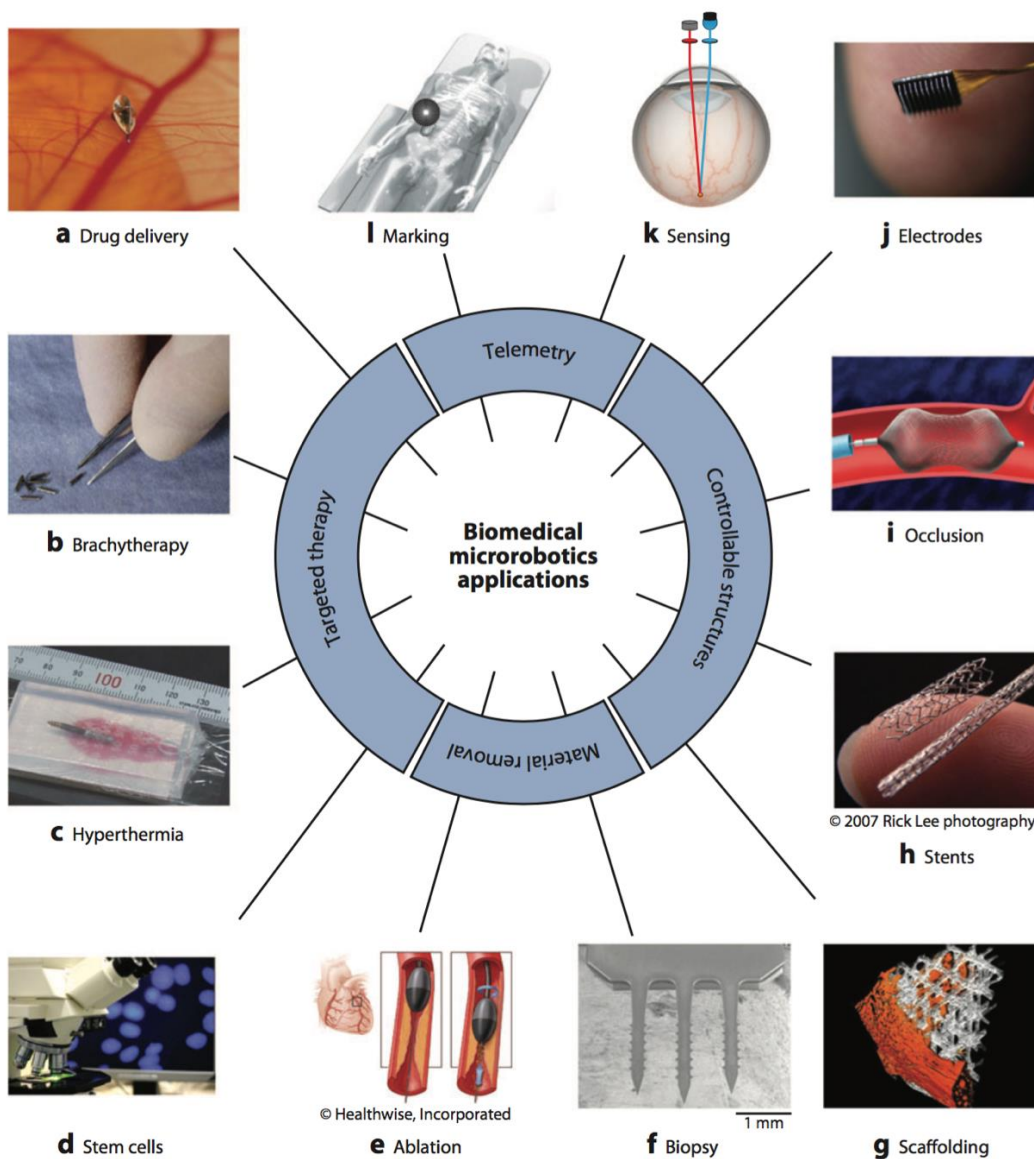 a Drug delivery
l Marking
k Sensing
j Electrodes
Telemetry
b Brachytherapy
Targeted therapy
Biomedical
microrobotics
applications
Controllable structures
i Occlusion
100
c Hyperthermia
Material removal
© 2007 Rick Lee photography
h Stents
d Stem cells
© Healthwise, Incorporated
e Ablation
1 mm
f Biopsy
g Scaffolding